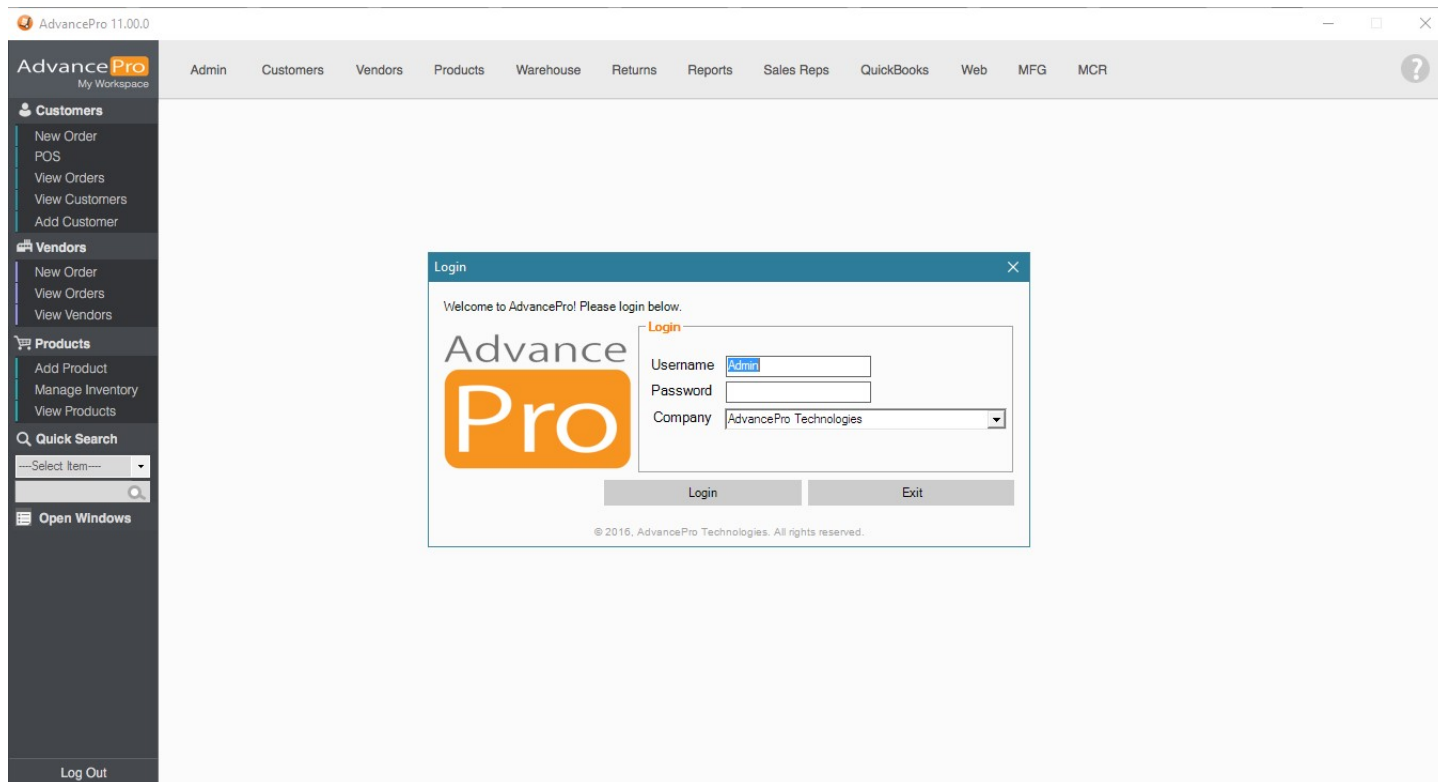 AdvancePro 11.00.0
AdvancePro
My Workspace
Admin Customers Vendors Products Warehouse Returns Reports Sales Reps QuickBooks Web MFG MCR
?
Customers
New Order
POS
View Orders
View Customers
Add Customer
Vendors
New Order
View Orders
View Vendors
Products
Add Product
Manage Inventory
View Products
Quick Search
----Select Item----
Open Windows
Log Out
Login
Welcome to AdvancePro! Please login below.
Advance
Pro
Login
Username Admin
Password
Company AdvancePro Technologies
Login Exit
© 2016, AdvancePro Technologies. All rights reserved.